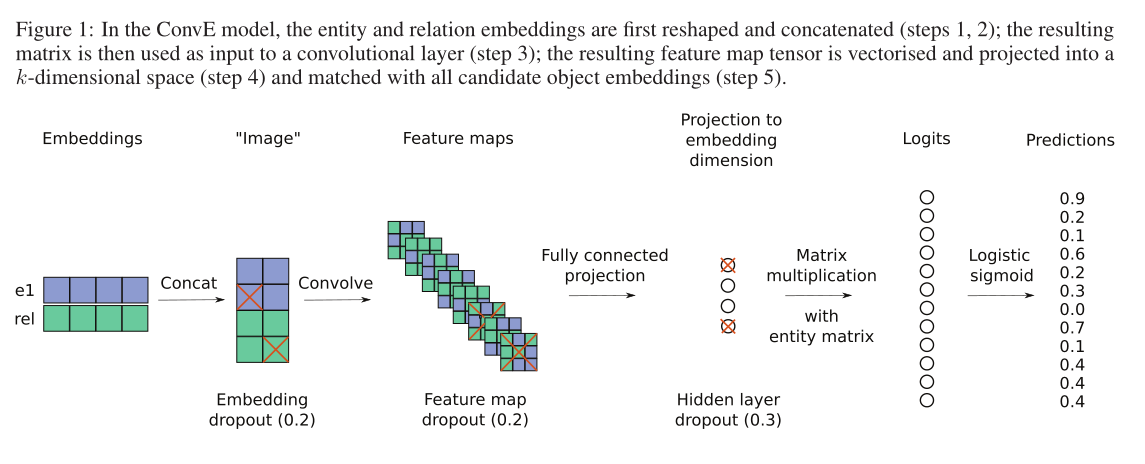 Figure 1: In the ConvE model, the entity and relation embeddings are first reshaped and concatenated (steps 1, 2); the resulting
matrix is then used as input to a convolutional layer (step 3); the resulting feature map tensor is vectorised and projected into a
k-dimensional space (step 4) and matched with all candidate object embeddings (step 5).
Embeddings
"Image"
Feature maps
Projection to
embedding
dimension
Logits
Predictions
e1
rel
Concat
Convolve
Fully connected
projection
Matrix
multiplication
with
entity matrix
Logistic
sigmoid
0.9
0.2
0.1
0.6
0.2
0.3
0.0
0.7
0.1
0.4
0.4
0.4
Embedding
dropout (0.2)
Feature map
dropout (0.2)
Hidden layer
dropout (0.3)